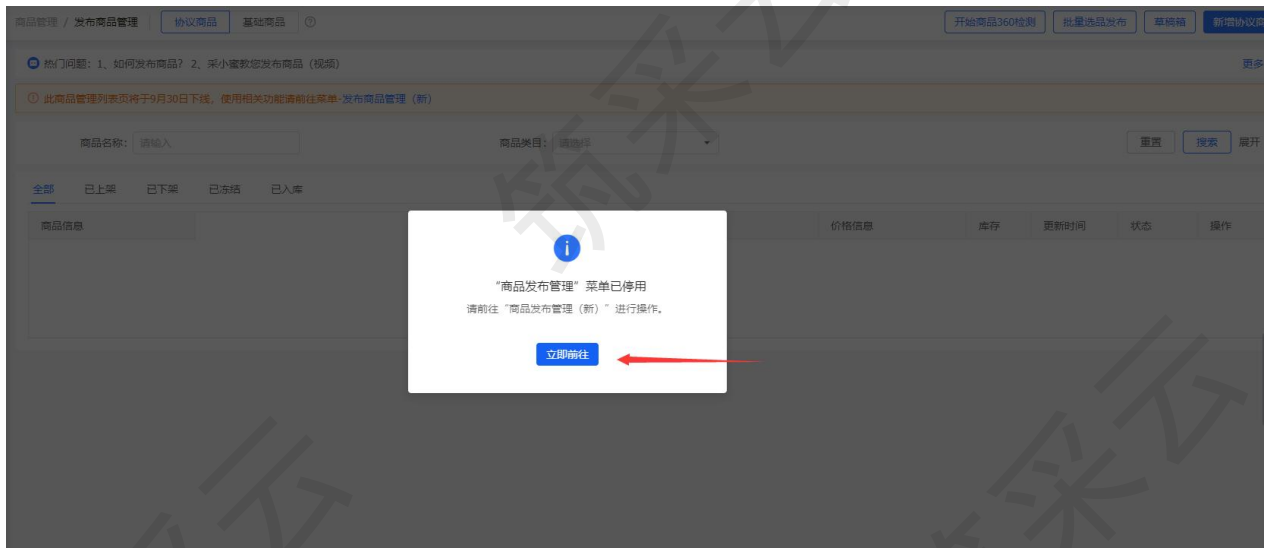 商品管理 / 发布商品管理 协议商品 基础商品 开始商品360检测 批量选品发布 草稿箱 新增协议商
热门问题：1、如何发布商品？ 2、采小蜜教您发布商品（视频） 更多
此商品管理列表页将于9月30日下线，使用相关功能请前往菜单-发布商品管理（新）
商品名称： 请输入 商品类目： 请选择 重置 搜索 展开
全部 已上架 已下架 已冻结 已入库
商品信息 价格信息 库存 更新时间 状态 操作
“商品发布管理”菜单已停用
请前往“商品发布管理（新）”进行操作。
立即前往
筑采云
筑采云
筑采云